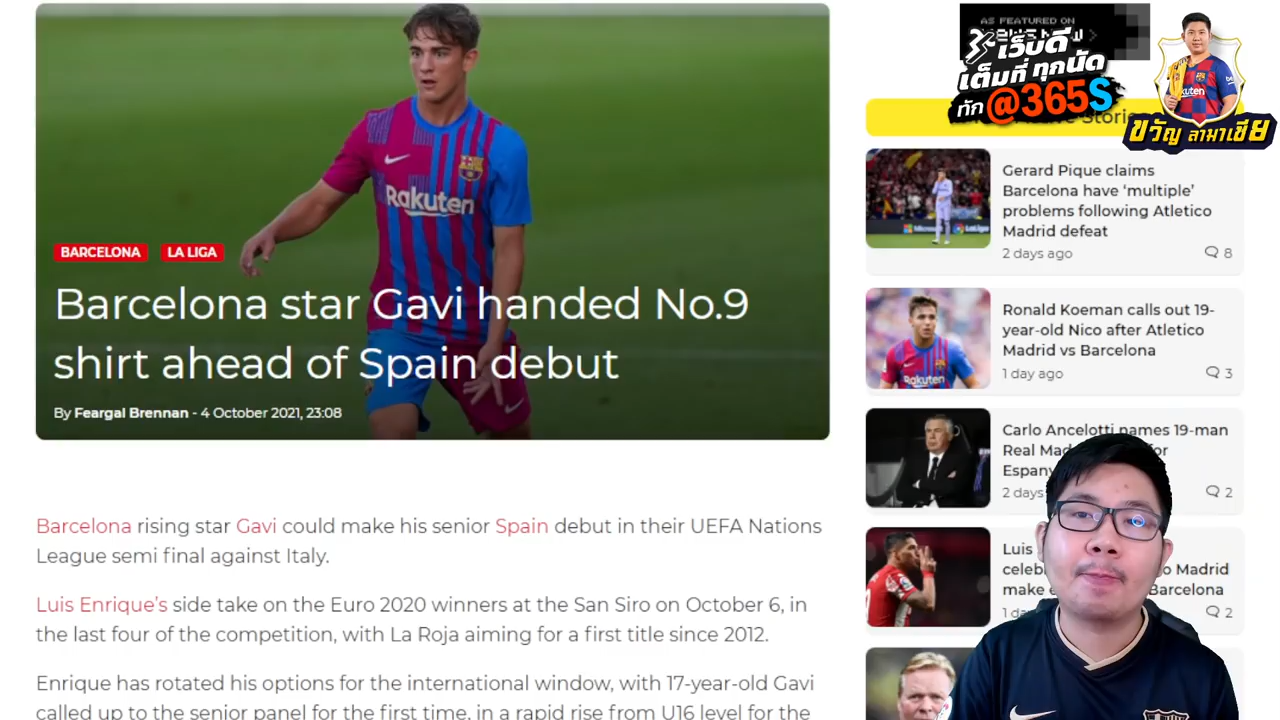 Rakuten
BARCELONA
LA LIGA
Barcelona star Gavi handed No.9
shirt ahead of Spain debut
By Feargal Brennan - 4 October 2021, 23:08
Barcelona rising star Gavi could make his senior Spain debut in their UEFA Nations
League semi final against Italy.
Luis Enrique's side take on the Euro 2020 winners at the San Siro on October 6, in
the last four of the competition, with La Roja aiming for a first title since 2012.
Enrique has rotated his options for the international window, with 17-year-old Gavi
called up to the senior panel for the first time, in a rapid rise from U16 level for the
AS FEATURED ON
เว็บดี
เต็มที่ ทุกนัด
ทัก @365S
ขวัญ ลามาเซีย
Gerard Pique claims
Barcelona have ‘multiple’
problems following Atletico
Madrid defeat
2 days ago
8
Ronald Koeman calls out 19-
year-old Nico after Atletico
Madrid vs Barcelona
1 day ago
3
Rakuten
Carlo Ancelotti names 19-man
Real
2 days
2
Luis
Madrid
make
Barcelona
2